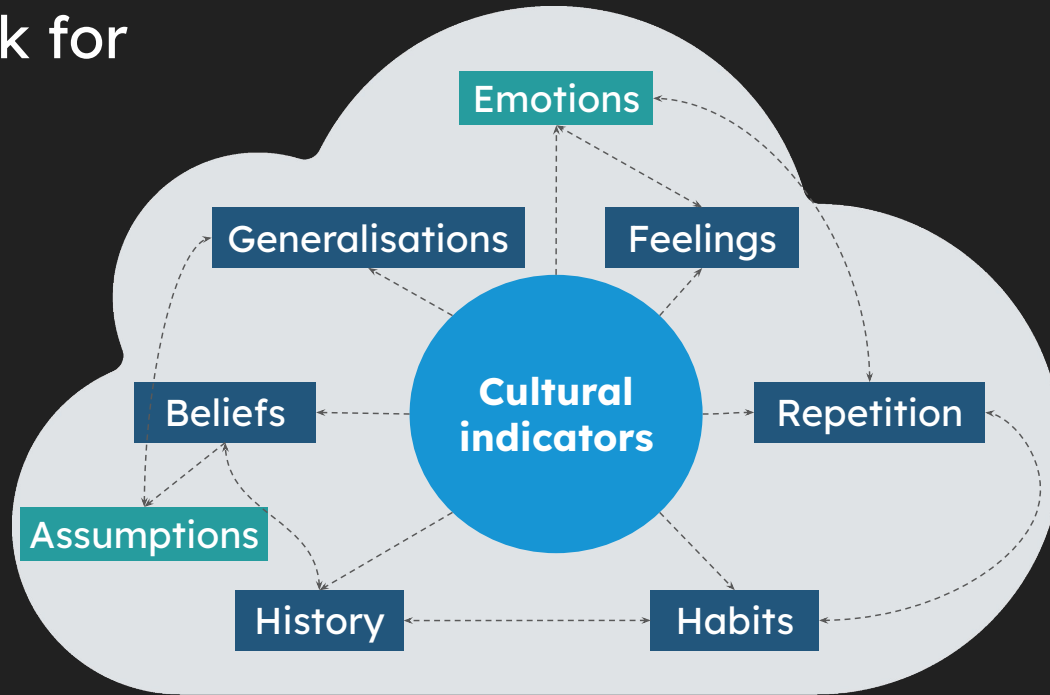 k for
Emotions
Generalisations
Feelings
Cultural
indicators
Beliefs
Repetition
Assumptions
History
Habits